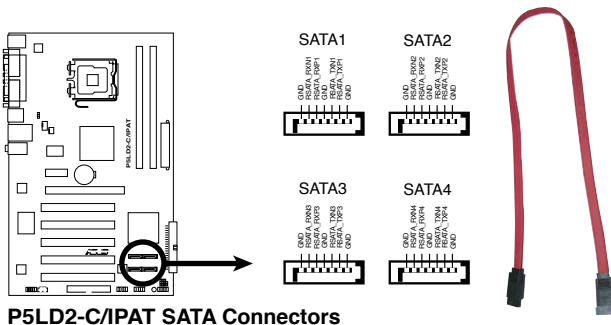 SATA1
GND
RSATA_RXN1
RSATA_RXP1
GND
RSATA_TXN1
RSATA_TXP1
GND
SATA2
GND
RSATA_RXN2
RSATA_RXP2
GND
RSATA_TXN2
RSATA_TXP2
GND
P5LD2-C/IPAT
SATA3
GND
RSATA_RXN3
RSATA_RXP3
GND
RSATA_TXN3
RSATA_TXP3
GND
SATA4
GND
RSATA_RXN4
RSATA_RXP4
GND
RSATA_TXN4
RSATA_TXP4
GND
P5LD2-C/IPAT SATA Connectors